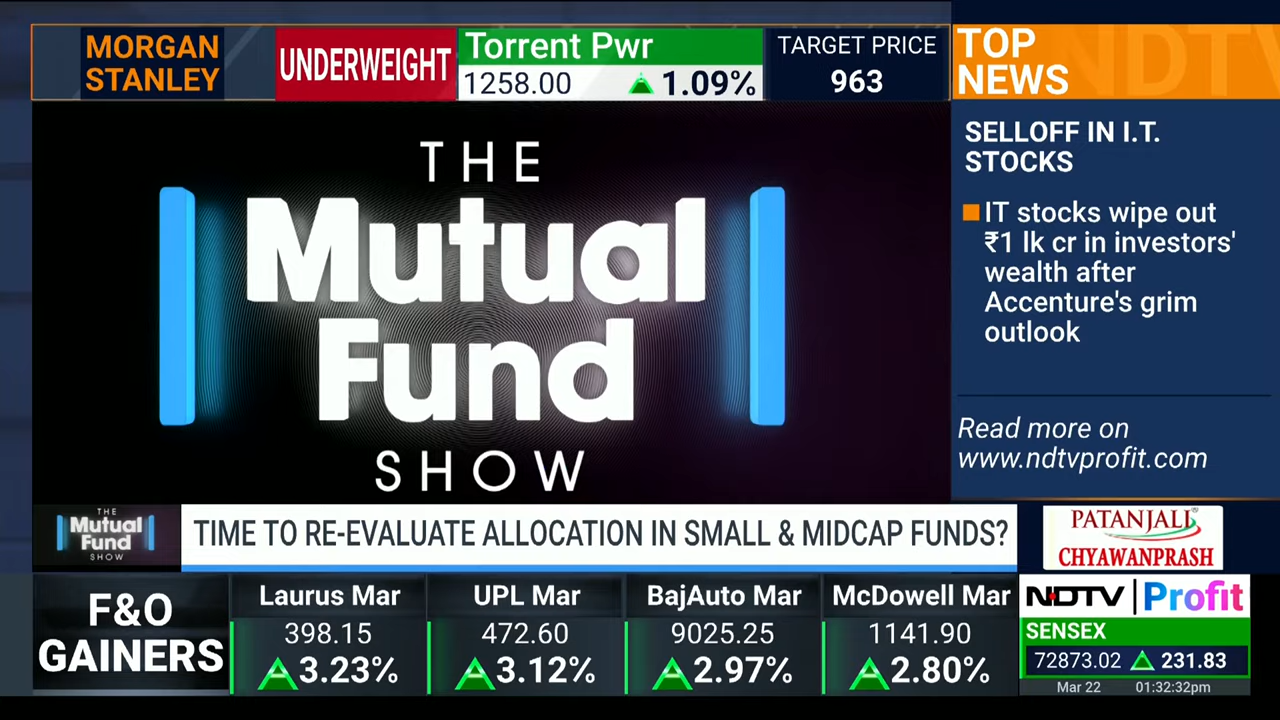 MORGAN
STANLEY
UNDERWEIGHT
Torrent Pwr
1258.00 1.09%
TARGET PRICE
963
TOP
NEWS
NDTV
SELLOFF IN I.T.
STOCKS
IT stocks wipe out
₹1 lk cr in investors'
wealth after
Accenture's grim
outlook
Read more on
www.ndtvprofit.com
THE
Mutual
Fund
SHOW
THE
Mutual
Fund
SHOW
TIME TO RE-EVALUATE ALLOCATION IN SMALL & MIDCAP FUNDS?
PATANJALI
CHYAWANPRASH
F&O
GAINERS
Laurus Mar
398.15
3.23%
UPL Mar
472.60
3.12%
BajAuto Mar
9025.25
2.97%
McDowell Mar
1141.90
2.80%
NDTV Profit
SENSEX
72873.02 231.83
Mar 22 01:32:32pm